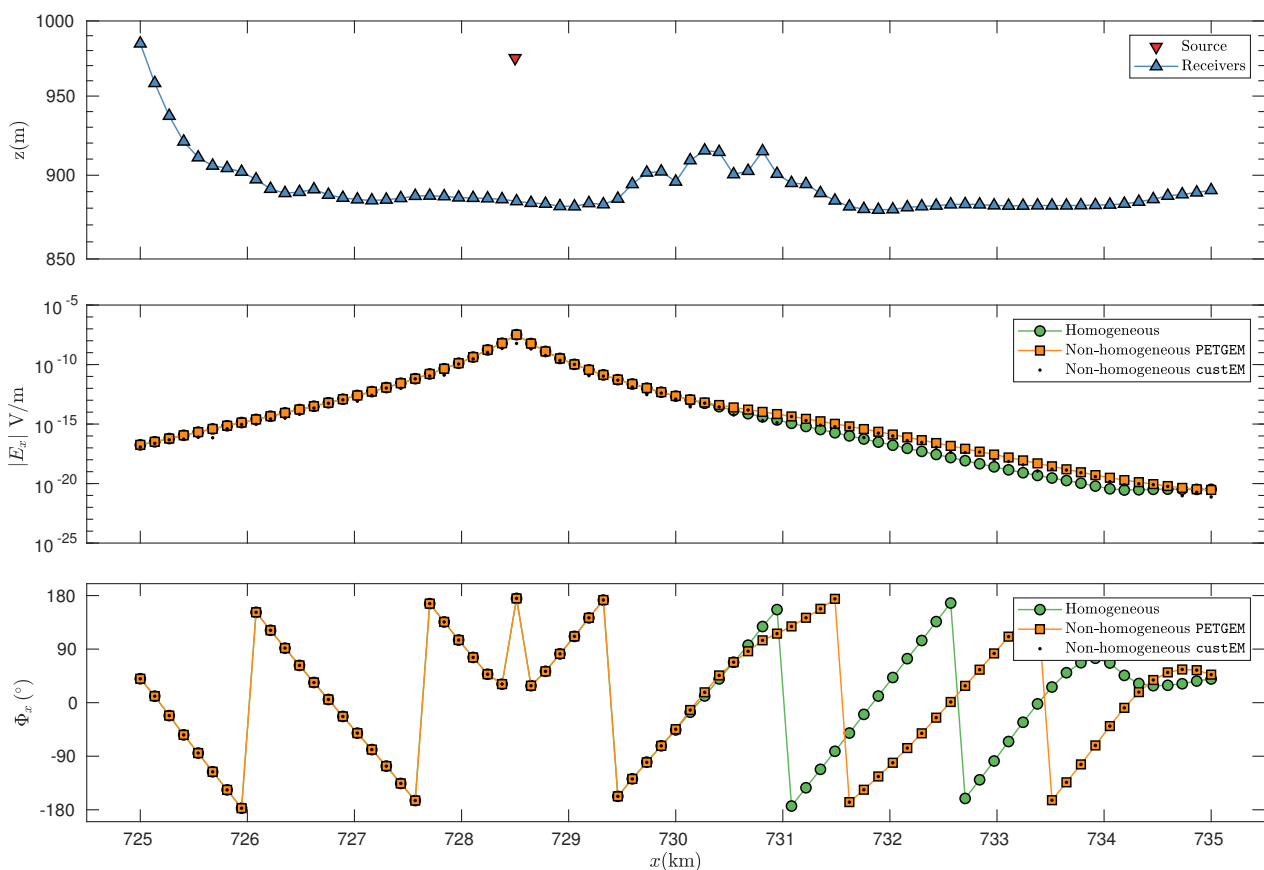 1000
950
900
850
z(m)
Source
Receivers
10^-5
10^-10
10^-15
10^-20
10^-25
|E_x| V/m
Homogeneous
Non-homogeneous PETGEM
Non-homogeneous custEM
180
90
0
-90
-180
Φ_x(°)
Homogeneous
Non-homogeneous PETGEM
Non-homogeneous custEM
725 726 727 728 729 730 731 732 733 734 735
x(km)